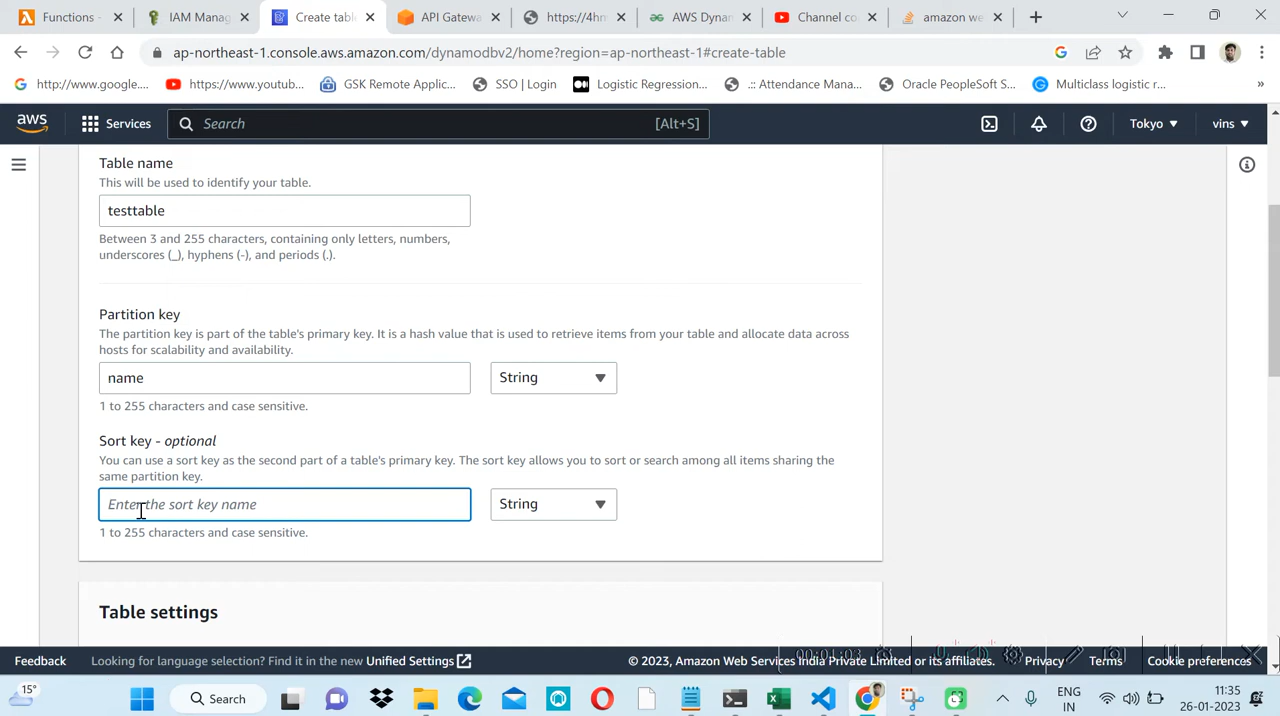 Functions -
IAM Manag
Create tabl
API Gatewa
https://4hm
AWS Dynan
Channel co
amazon we
ap-northeast-1.console.aws.amazon.com/dynamodbv2/home?region=ap-northeast-1#create-table
http://www.google....
https://www.youtub...
GSK Remote Applic...
SSO | Login
Logistic Regression...
.:: Attendance Mana...
Oracle PeopleSoft S...
Multiclass logistic r...
»
aws
Services
Search
[Alt+S]
Tokyo
vins
Table name
This will be used to identify your table.
testtable
Between 3 and 255 characters, containing only letters, numbers,
underscores (_), hyphens (-), and periods (.).
Partition key
The partition key is part of the table's primary key. It is a hash value that is used to retrieve items from your table and allocate data across
hosts for scalability and availability.
name
String
1 to 255 characters and case sensitive.
Sort key - optional
You can use a sort key as the second part of a table's primary key. The sort key allows you to sort or search among all items sharing the
same partition key.
Enter the sort key name
String
1 to 255 characters and case sensitive.
Table settings
Feedback
Looking for language selection? Find it in the new Unified Settings
© 2023, Amazon Web Services India Private Limited or its affiliates.
Privacy
Terms
Cookie preferences
15°
Search
ENG
IN
11:35
26-01-2023